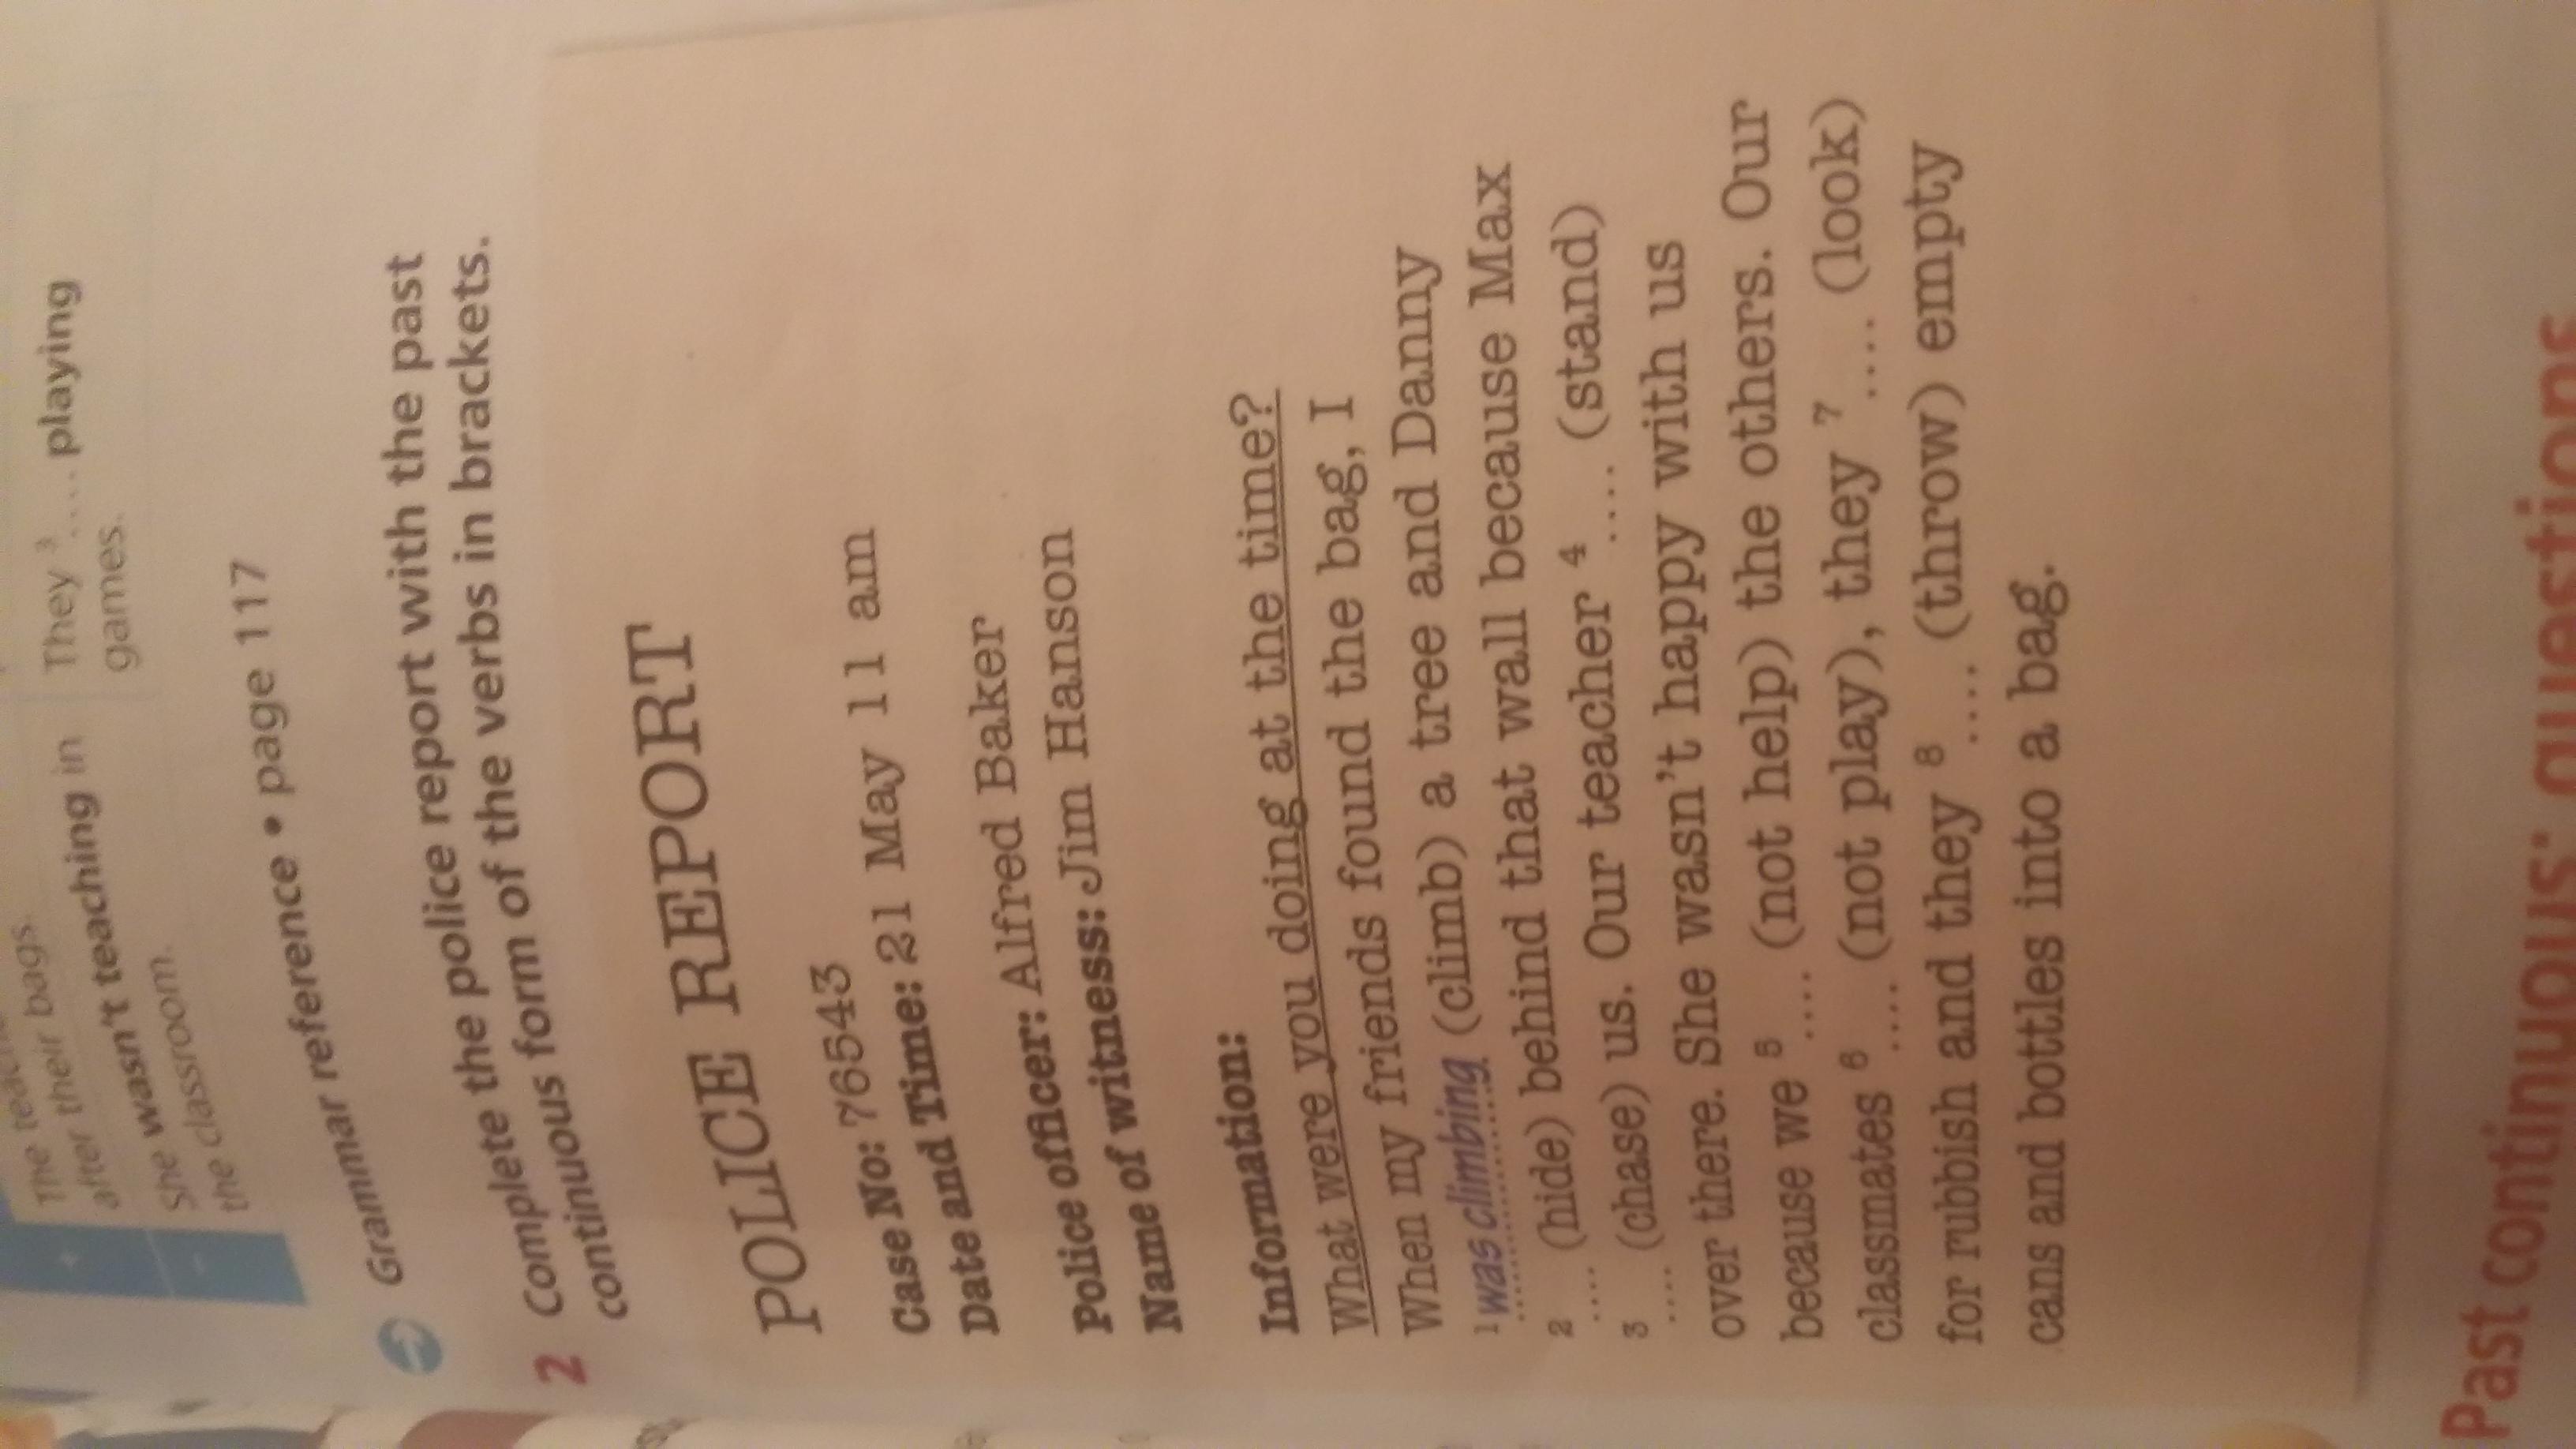 after their bags.
She wasn't teaching in
the classroom.
They ³.... playing
games.
Grammar reference • page 117
2 Complete the police report with the past
continuous form of the verbs in brackets.
POLICE REPORT
Case No: 76543
Date and Time: 21 May 11 am
Police officer: Alfred Baker
Name of witness: Jim Hanson
Information:
What were you doing at the time?
When my friends found the bag, I
1 was climbing (climb) a tree and Danny
2 .... (hide) behind that wall because Max
3 .... (chase) us. Our teacher 4 .... (stand)
over there. She wasn't happy with us
because we 5 .... (not help) the others. Our
classmates 6 .... (not play), they 7 .... (look)
for rubbish and they 8 .... (throw) empty
cans and bottles into a bag.
Past continuous: questions